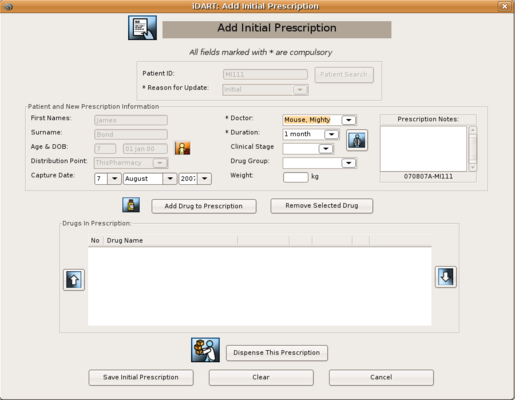 iDART: Add Initial Prescription
Add Initial Prescription
All fields marked with * are compulsory
Patient ID: MI111 Patient Search
* Reason for Update: Initial
Patient and New Prescription Information
First Names: James * Doctor: Mouse, Mighty Prescription Notes:
Surname: Bond * Duration: 1 month
Age & DOB: 7 01 Jan 00 Clinical Stage
Distribution Point: ThisPharmacy Drug Group:
Capture Date: 7 August 2007 Weight: kg 070807A-MI111
Add Drug to Prescription Remove Selected Drug
Drugs In Prescription:
No Drug Name
Dispense This Prescription
Save Initial Prescription Clear Cancel